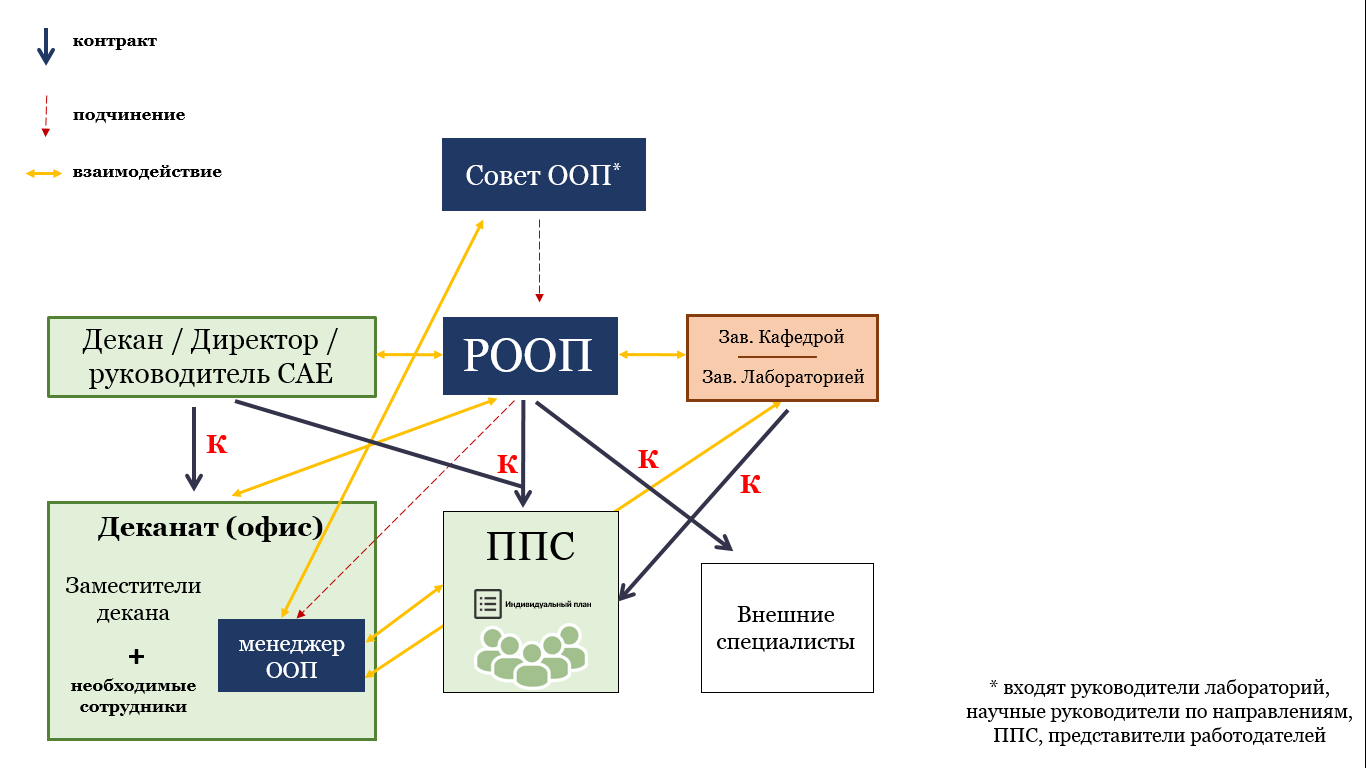 контракт
подчинение
взаимодействие
Совет ООП*
Декан / Директор /
руководитель САЕ
РООП
Зав. Кафедрой
Зав. Лабораторией
К
К
К
К
Деканат (офис)
Заместители
декана
+
необходимые
сотрудники
менеджер
ООП
ППС
Индивидуальный план
Внешние
специалисты
* входят руководители лабораторий,
научные руководители по направлениям,
ППС, представители работодателей